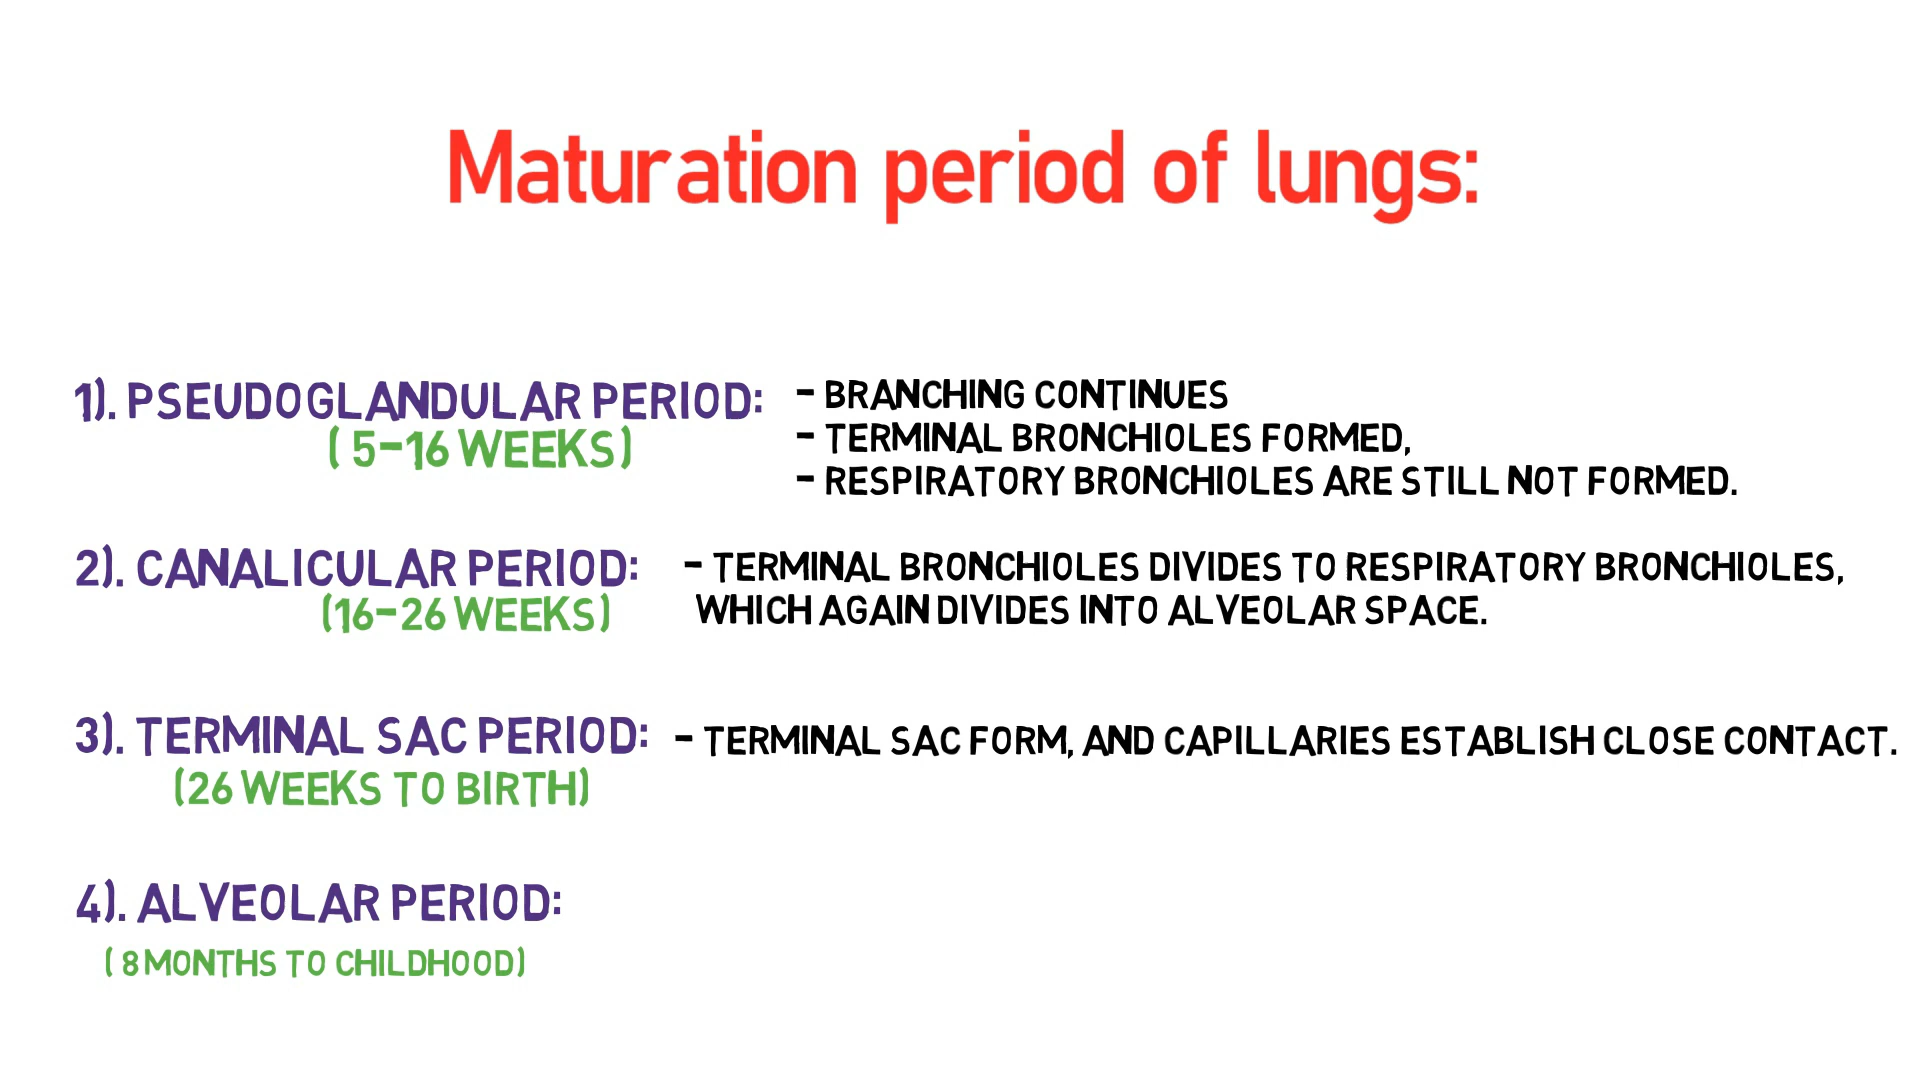 Maturation period of lungs:
1). PSEUDOGLANDULAR PERIOD:
( 5-16 WEEKS)
- BRANCHING CONTINUES
- TERMINAL BRONCHIOLES FORMED,
- RESPIRATORY BRONCHIOLES ARE STILL NOT FORMED.
2). CANALICULAR PERIOD:
(16-26 WEEKS)
- TERMINAL BRONCHIOLES DIVIDES TO RESPIRATORY BRONCHIOLES,
WHICH AGAIN DIVIDES INTO ALVEOLAR SPACE.
3). TERMINAL SAC PERIOD:
(26 WEEKS TO BIRTH)
- TERMINAL SAC FORM, AND CAPILLARIES ESTABLISH CLOSE CONTACT.
4). ALVEOLAR PERIOD:
( 8 MONTHS TO CHILDHOOD)